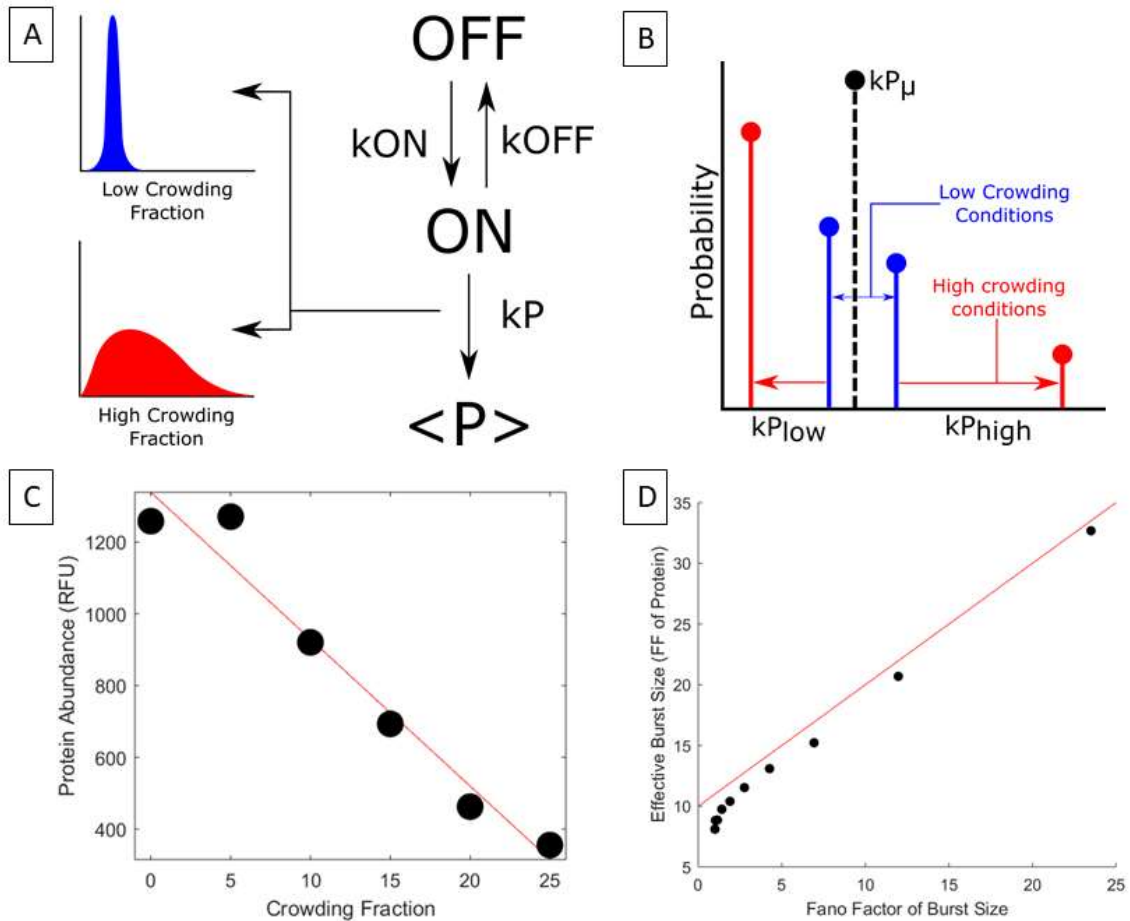 A
OFF
kON
kOFF
ON
kP
<P>
Low Crowding
Fraction
High Crowding
Fraction
B
kPμ
Probability
Low Crowding
Conditions
High crowding
conditions
kPlow
kPhigh
C
Protein Abundance (RFU)
1200
1000
800
600
400
0
5
10
15
20
25
Crowding Fraction
D
Effective Burst Size (FF of Protein)
35
30
25
20
15
10
5
0
5
10
15
20
25
Fano Factor of Burst Size